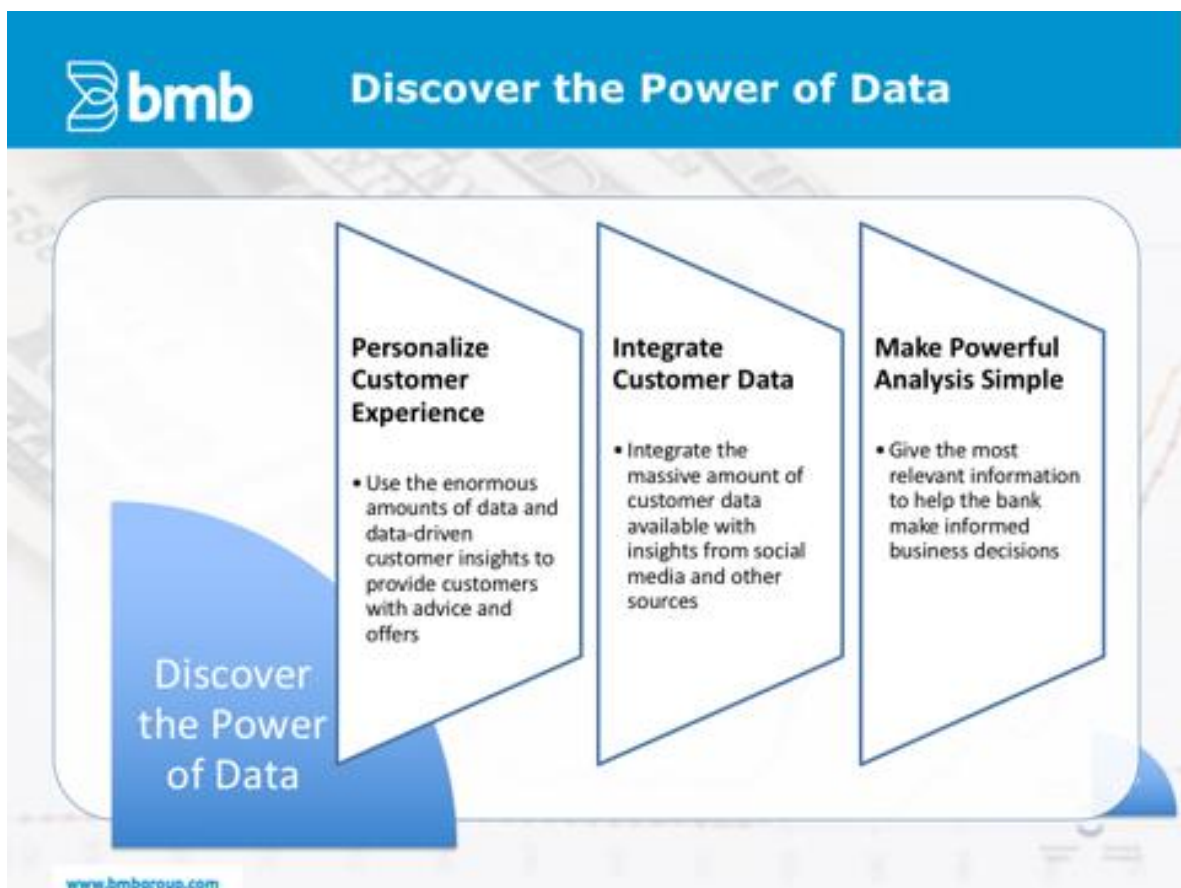 bmb
Discover the Power of Data
Personalize
Customer
Experience
• Use the enormous
amounts of data and
data-driven
customer insights to
provide customers
with advice and
offers
Integrate
Customer Data
• Integrate the
massive amount of
customer data
available with
insights from social
media and other
sources
Make Powerful
Analysis Simple
• Give the most
relevant information
to help the bank
make informed
business decisions
Discover
the Power
of Data
www.bmbgroup.com